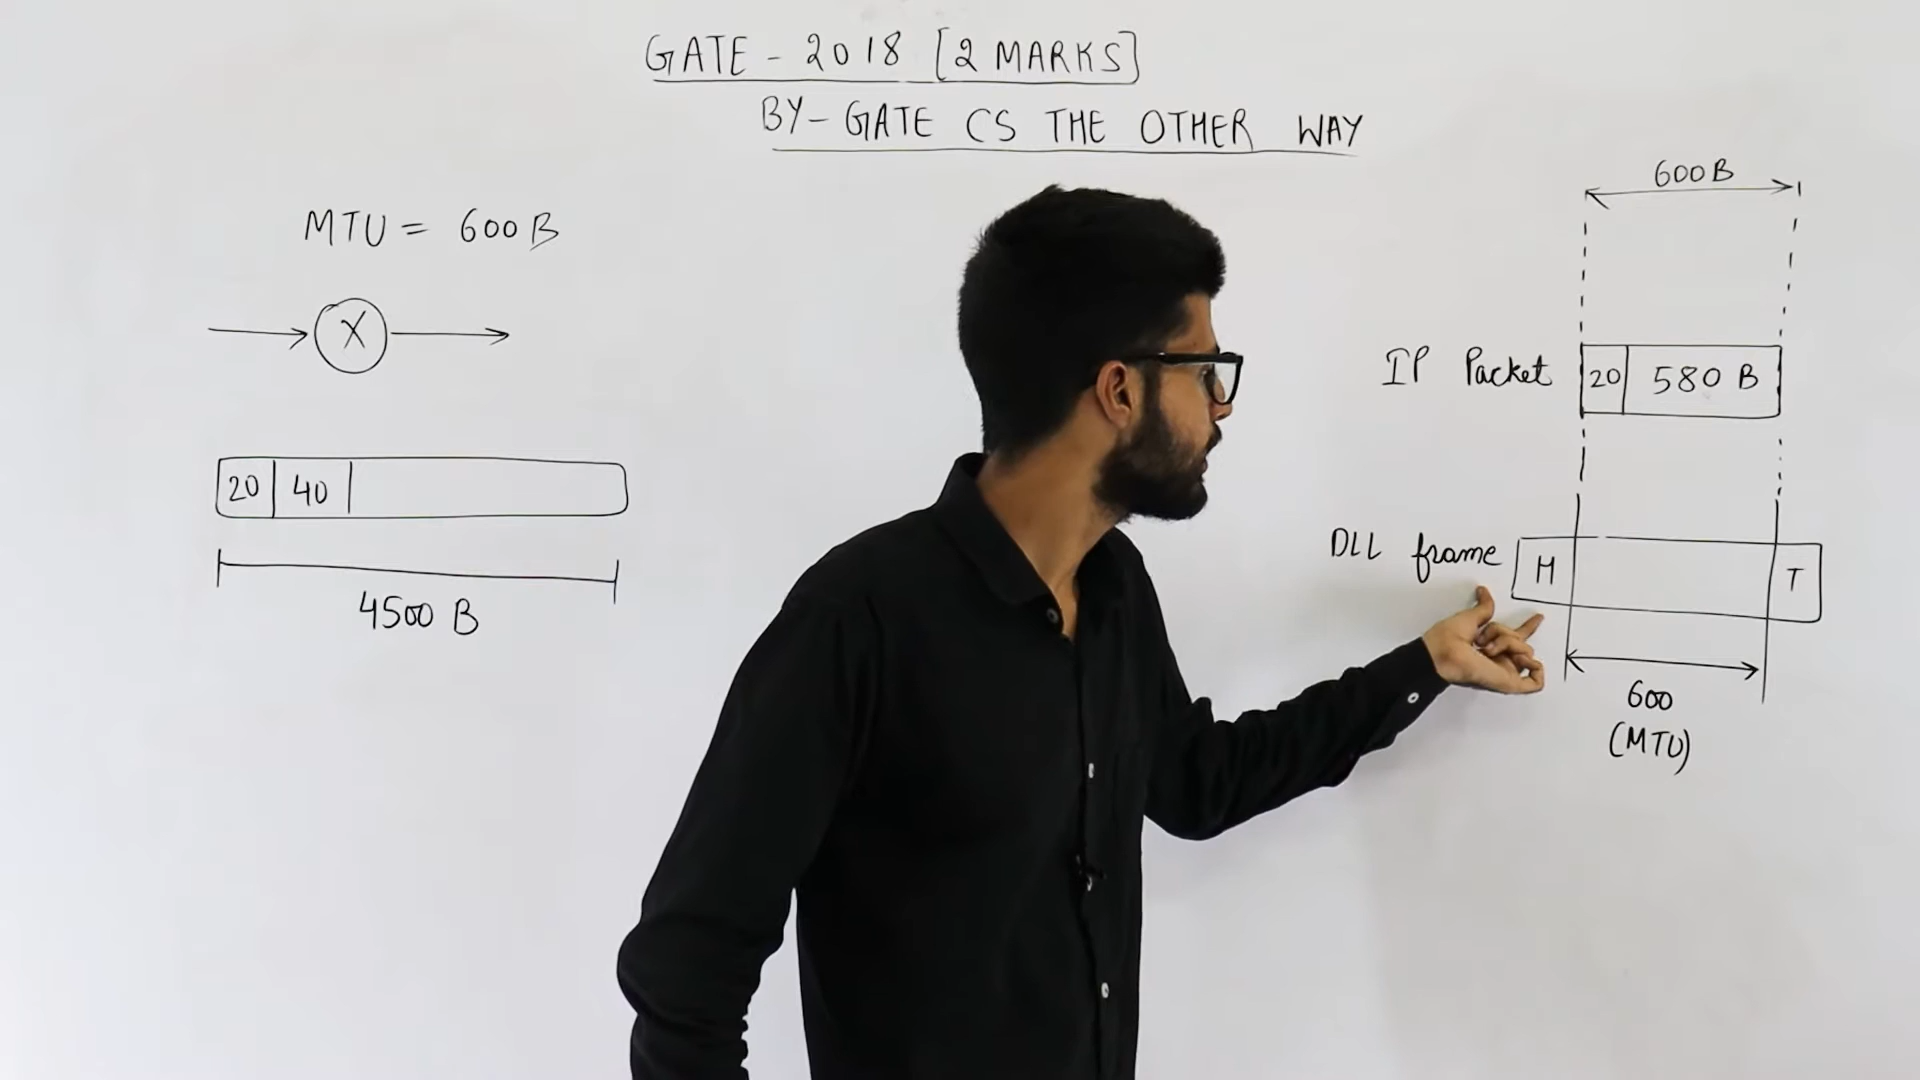 GATE - 2018 [2 MARKS]
BY- GATE CS THE OTHER WAY
MTU = 600 B
X
20 40
4500 B
600 B
IP Packet 20 580 B
DLL frame H T
600
(MTU)